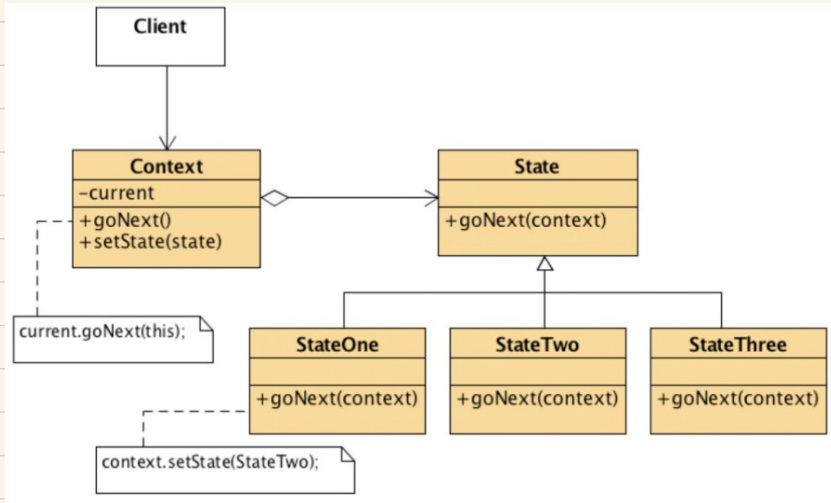 Client
Context
-current
+goNext()
+setState(state)
State
+goNext(context)
current.goNext(this);
StateOne
+goNext(context)
StateTwo
+goNext(context)
StateThree
+goNext(context)
context.setState(StateTwo);